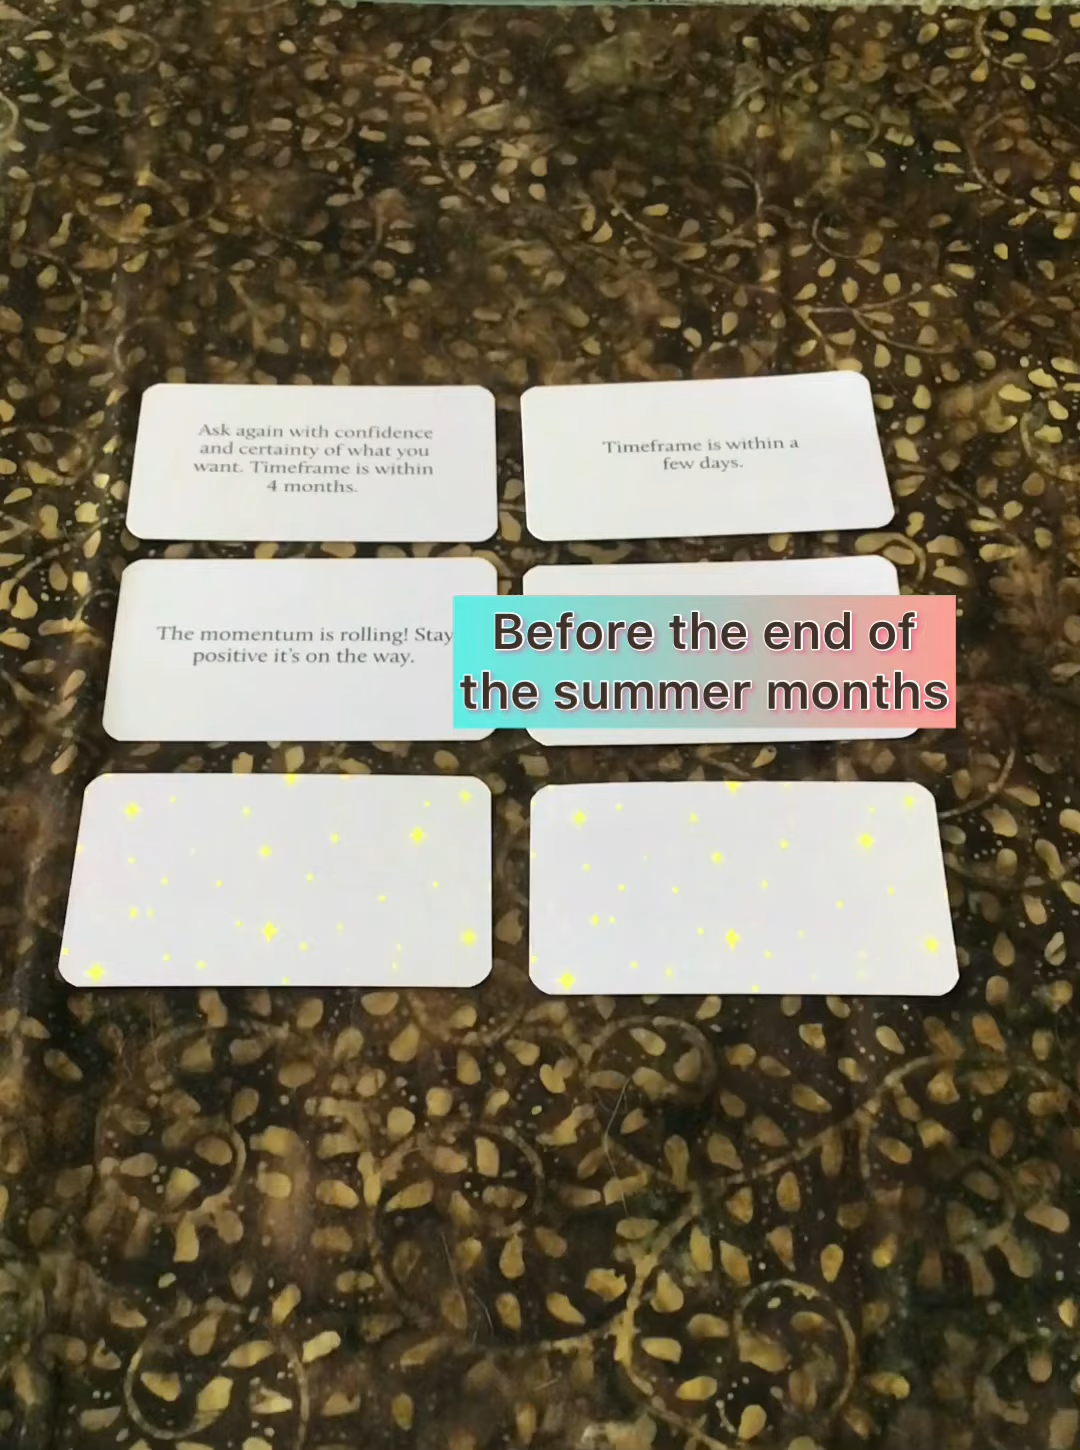 Ask again with confidence
and certainty of what you
want. Timeframe is within
4 months.
Timeframe is within a
few days.
The momentum is rolling! Stay
positive it's on the way.
Before the end of
the summer months